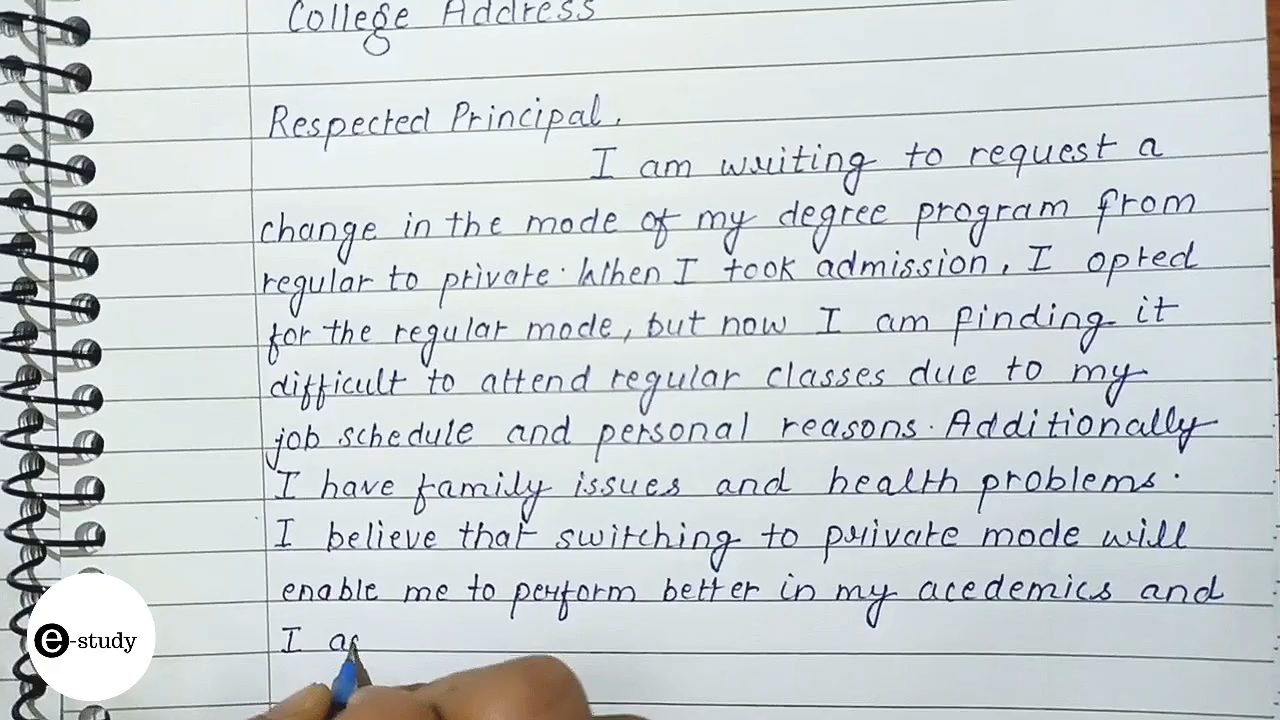 College Address
Respected Principal,
I am writing to request a
change in the mode of my degree program from
regular to private. When I took admission, I opted
for the regular mode, but now I am finding it
difficult to attend regular classes due to my
job schedule and personal reasons. Additionally
I have family issues and health problems.
I believe that switching to private mode will
enable me to perform better in my acedemics and
I a
e-study